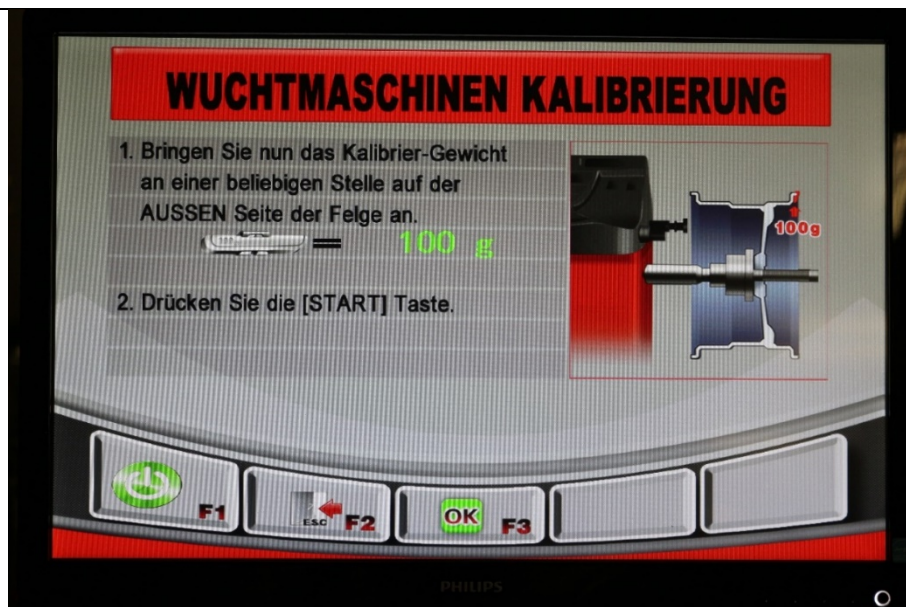 WUCHTMASCHINEN KALIBRIERUNG
1. Bringen Sie nun das Kalibrier-Gewicht
an einer beliebigen Stelle auf der
AUSSEN Seite der Felge an.
= 100 g
2. Drücken Sie die [START] Taste.
100g
F1
ESC F2
OK F3
PHILIPS